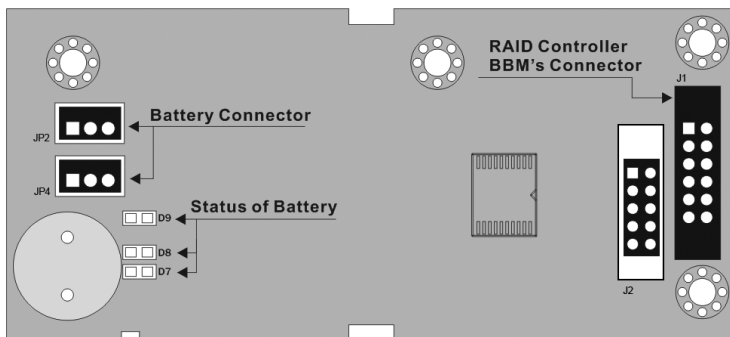 RAID Controller
BBM's Connector
J1
Battery Connector
JP2
JP4
Status of Battery
D9
D8
D7
J2